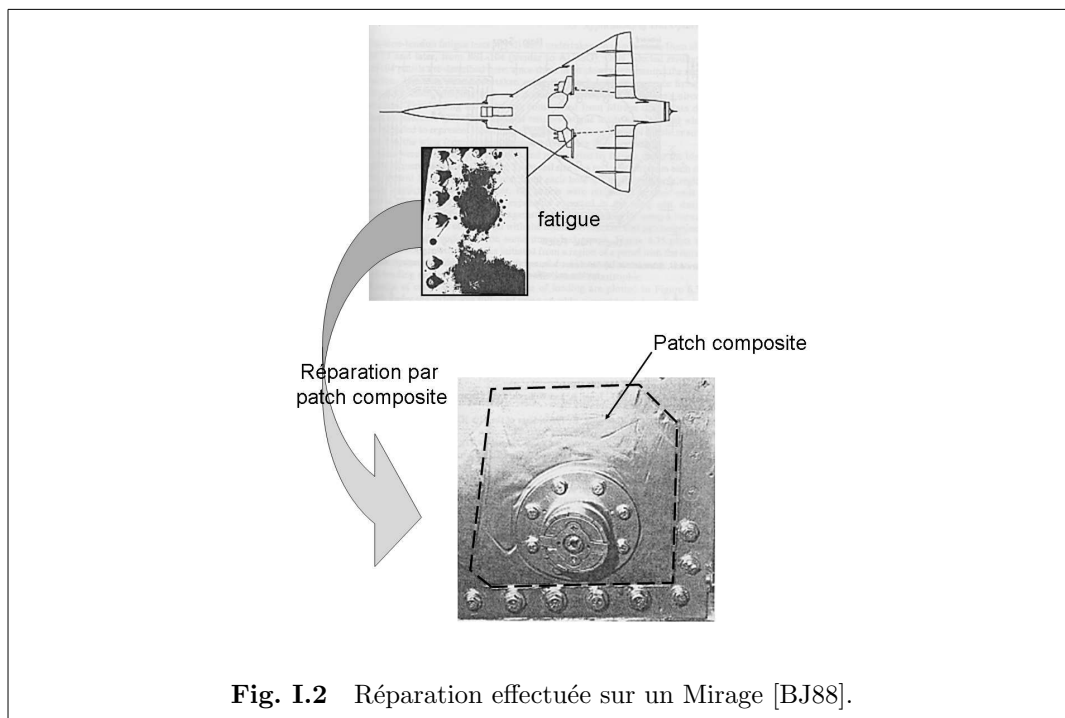 fatigue
Patch composite
Réparation par
patch composite
Fig. I.2 Réparation effectuée sur un Mirage [BJ88].